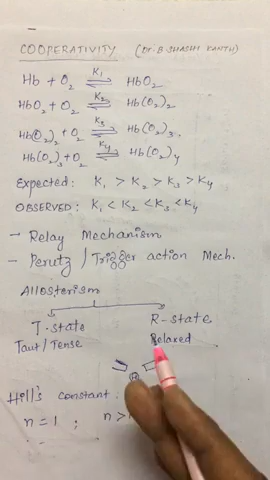 COOPERATIVITY (Dr. B SHASHI KANTH)
Hb + O₂ ⇌ HbO₂ K₁
HbO₂ + O₂ ⇌ Hb(O₂)₂ K₂
Hb(O₂)₂ + O₂ ⇌ Hb(O₂)₃ K₃
Hb(O₂)₃ + O₂ ⇌ Hb(O₂)₄ K₄
Expected: K₁ > K₂ > K₃ > K₄
OBSERVED: K₁ < K₂ < K₃ < K₄
- Relay Mechanism
- Perutz / Trigger action Mech.
Allosterism
T-state R-state
Taut / Tense Relaxed
Hill's constant:
n = 1 ; n >